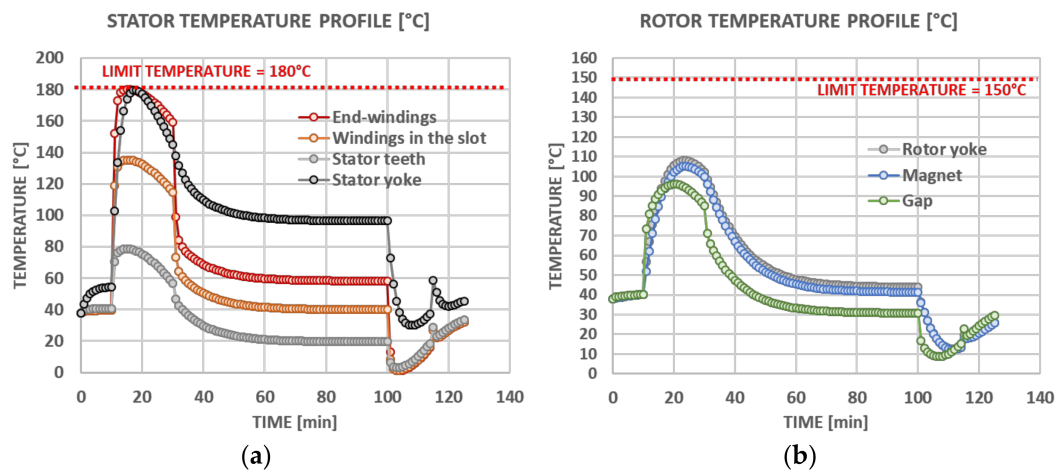 STATOR TEMPERATURE PROFILE [°C]
200
180
160
140
120
100
80
60
40
20
0
TEMPERATURE [°C]
LIMIT TEMPERATURE = 180°C
End-windings
Windings in the slot
Stator teeth
Stator yoke
0 20 40 60 80 100 120 140
TIME [min]
(a)
ROTOR TEMPERATURE PROFILE [°C]
160
150
140
130
120
110
100
90
80
70
60
50
40
30
20
10
0
TEMPERATURE [°C]
LIMIT TEMPERATURE = 150°C
Rotor yoke
Magnet
Gap
0 20 40 60 80 100 120 140
TIME [min]
(b)